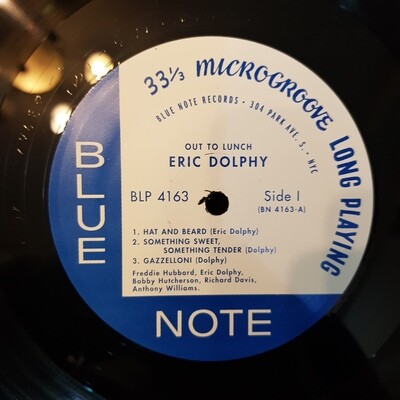 33⅓ MICROGROOVE LONG PLAYING
BLUE NOTE RECORDS • 304 PARK AVE. S. • NYC
OUT TO LUNCH
ERIC DOLPHY
BLP 4163
Side I
(BN 4163-A)
1. HAT AND BEARD (Eric Dolphy)
2. SOMETHING SWEET,
SOMETHING TENDER (Dolphy)
3. GAZZELLONI (Dolphy)
Freddie Hubbard, Eric Dolphy,
Bobby Hutcherson, Richard Davis,
Anthony Williams.
BLUE
NOTE